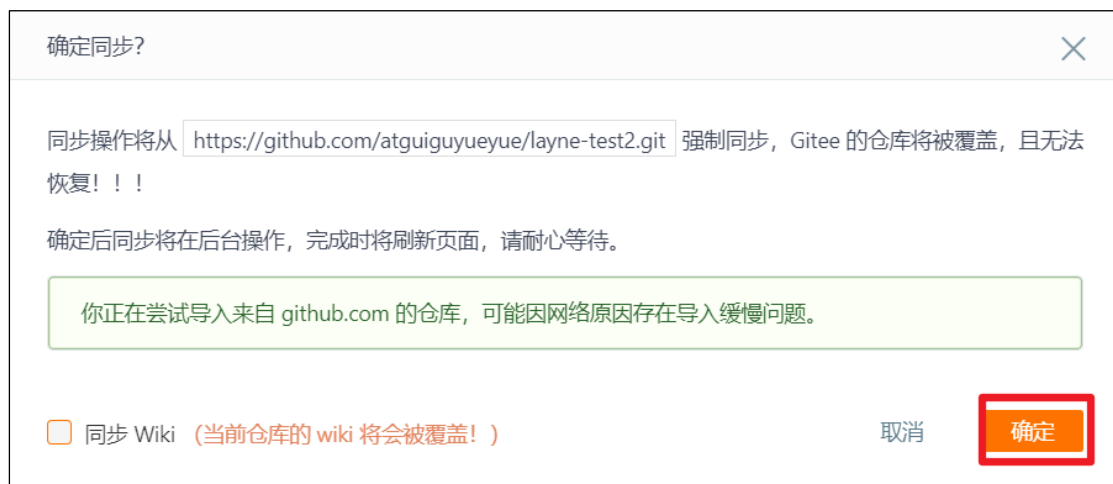 确定同步?
同步操作将从 https://github.com/atguiguyueyue/layne-test2.git 强制同步，Gitee 的仓库将被覆盖，且无法
恢复！！！
确定后同步将在后台操作，完成时将刷新页面，请耐心等待。
你正在尝试导入来自 github.com 的仓库，可能因网络原因存在导入缓慢问题。
同步 Wiki （当前仓库的 wiki 将会被覆盖！） 取消 确定